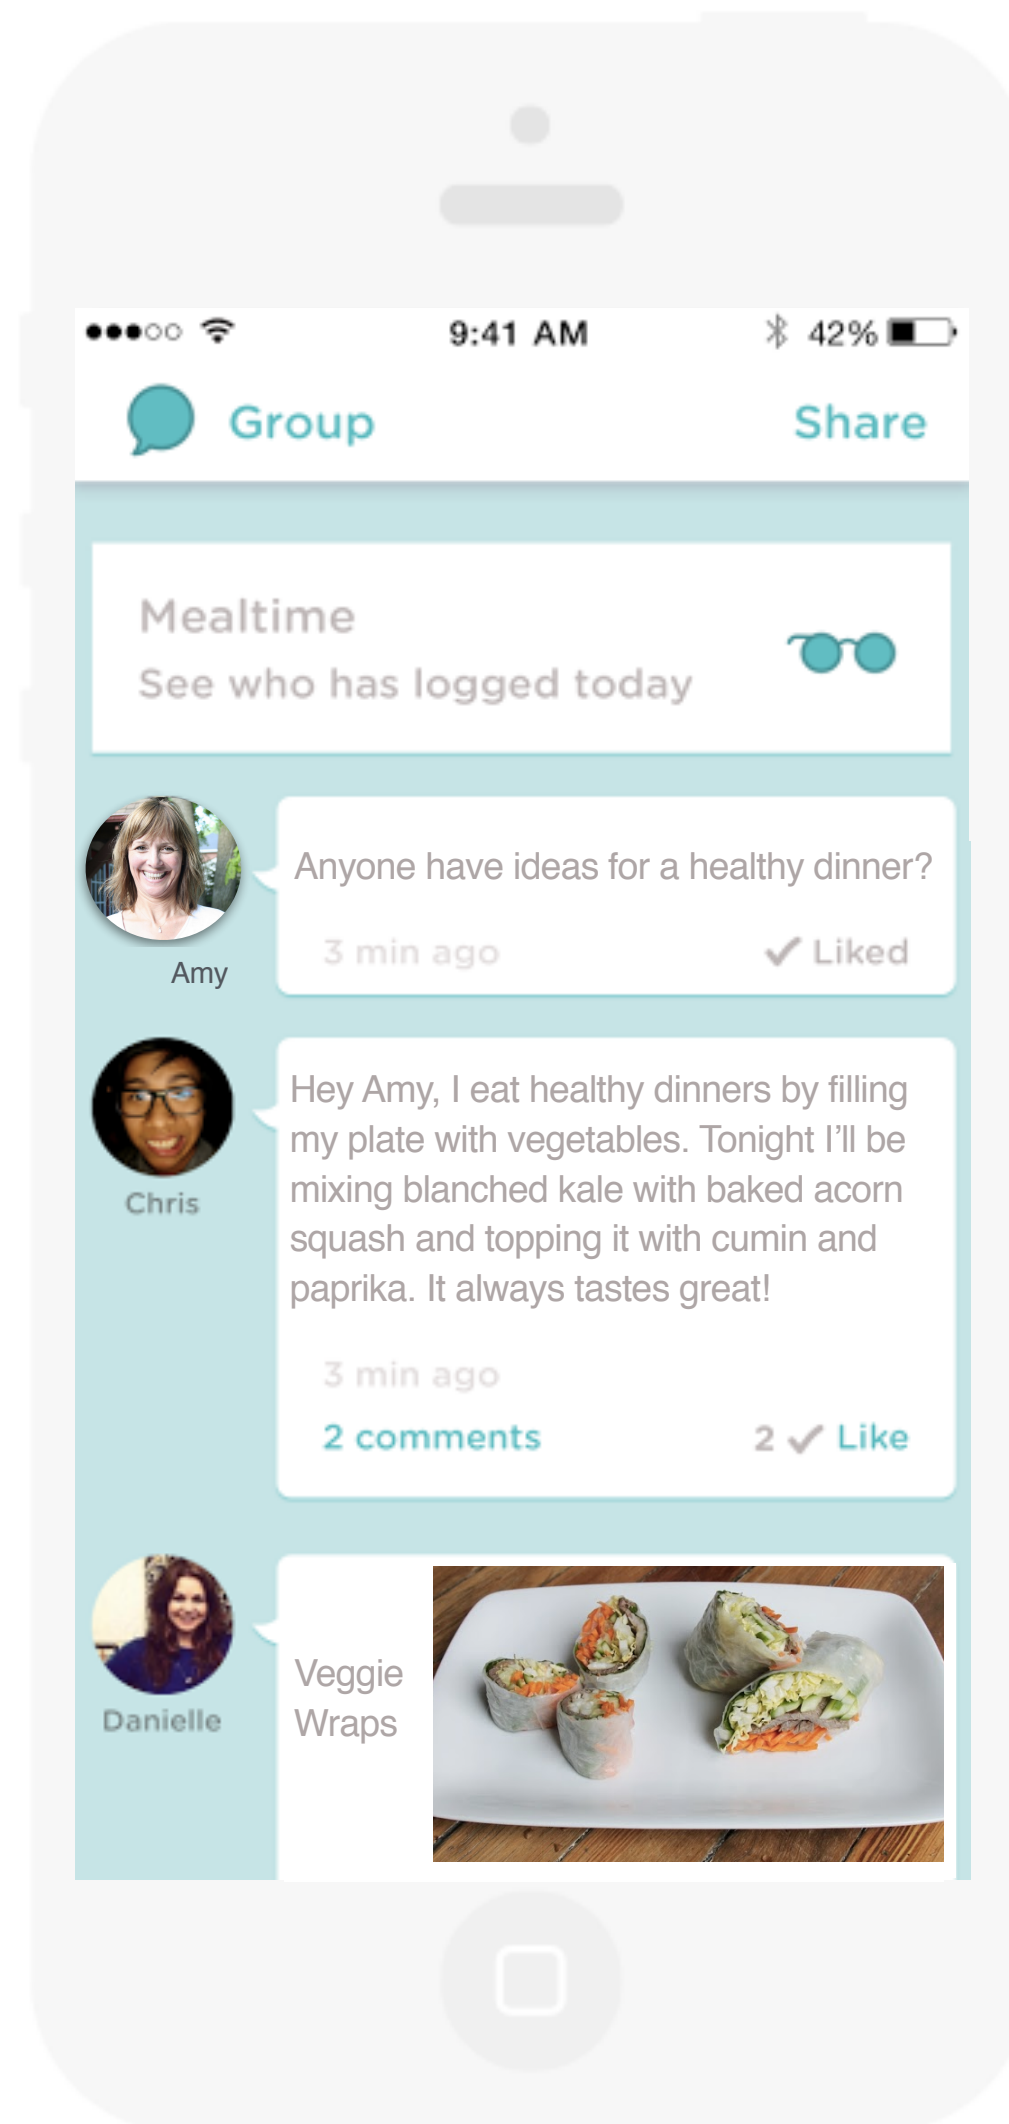 9:41 AM 42%
Group Share
Mealtime
See who has logged today
Anyone have ideas for a healthy dinner?
3 min ago Liked
Amy
Hey Amy, I eat healthy dinners by filling
my plate with vegetables. Tonight I’ll be
mixing blanched kale with baked acorn
squash and topping it with cumin and
paprika. It always tastes great!
Chris
3 min ago
2 comments 2 Like
Veggie
Wraps
Danielle